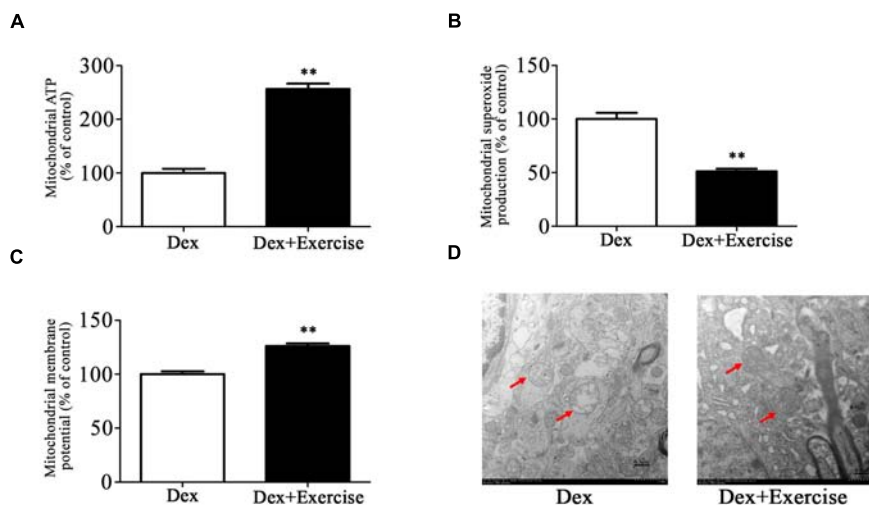 A
Mitochondrial ATP
(% of control)
300
200
100
0
**
Dex
Dex+Exercise
B
Mitochondrial superoxide
production (% of control)
150
100
50
0
**
Dex
Dex+Exercise
C
Mitochondrial membrane
potential (% of control)
150
100
50
0
**
Dex
Dex+Exercise
D
Dex
Dex+Exercise